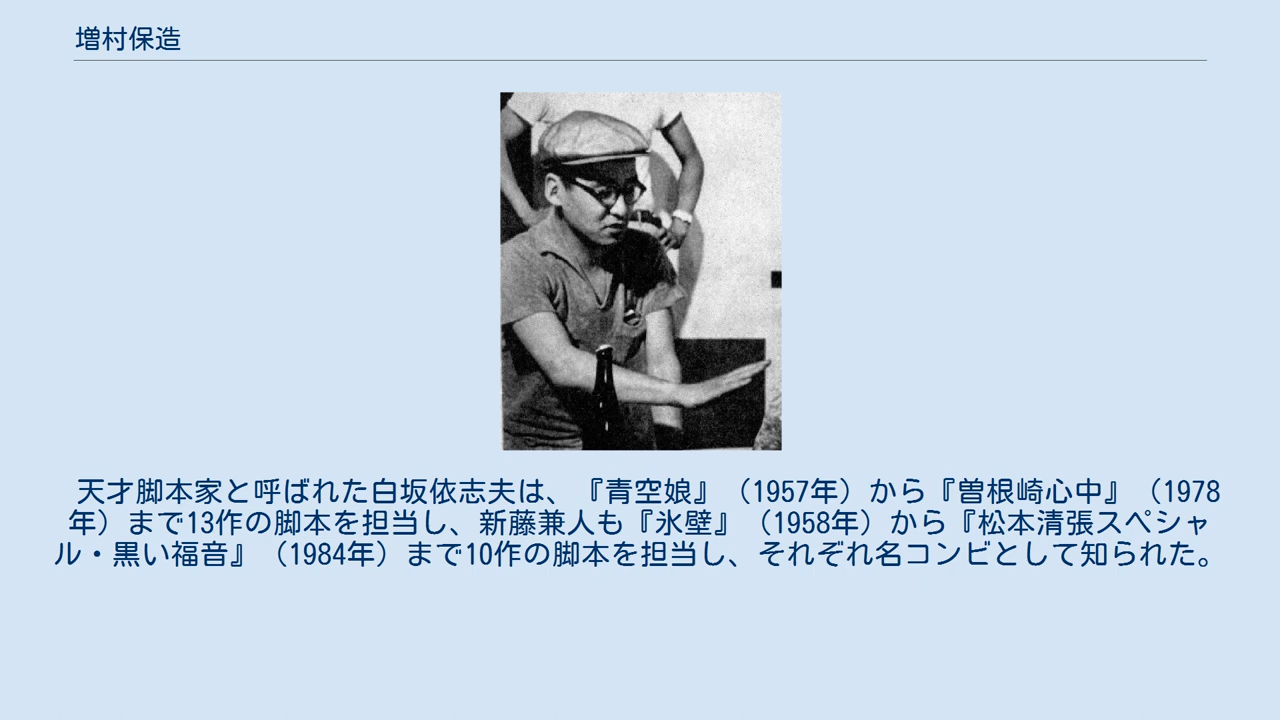 増村保造
天才脚本家と呼ばれた白坂依志夫は、『青空娘』（1957年）から『曽根崎心中』（1978
年）まで13作の脚本を担当し、新藤兼人も『氷壁』（1958年）から『松本清張スペシャ
ル・黒い福音』（1984年）まで10作の脚本を担当し、それぞれ名コンビとして知られた。